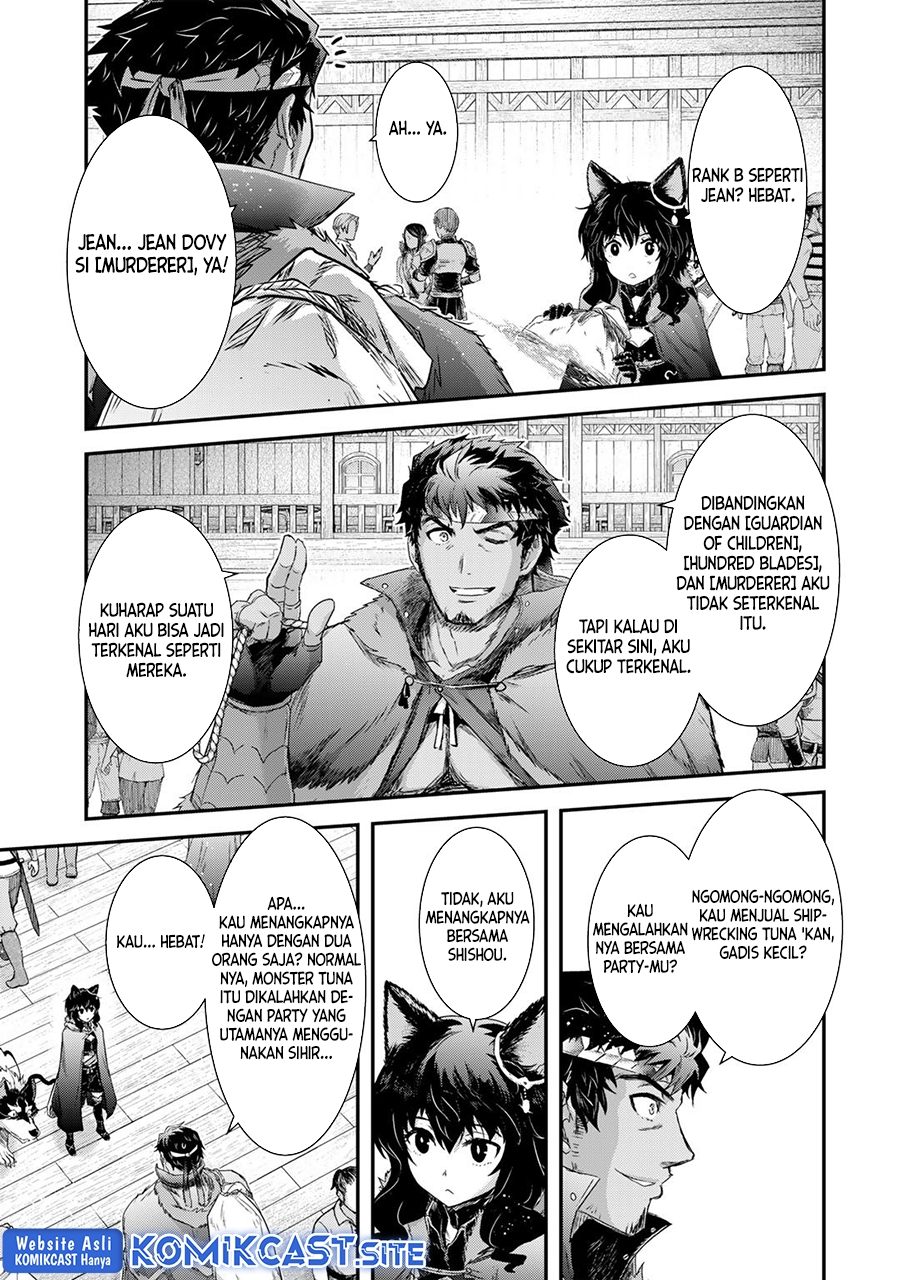 RANK B SEPERTI
JEAN? HEBAT.
AH... YA.
JEAN... JEAN DOVY
SI [MURDERER], YA!
DIBANDINGKAN
DENGAN [GUARDIAN
OF CHILDREN],
[HUNDRED BLADES],
DAN [MURDERER] AKU
TIDAK SETERKENAL
ITU.
TAPI KALAU DI
SEKITAR SINI, AKU
CUKUP TERKENAL.
KUHARAP SUATU
HARI AKU BISA JADI
TERKENAL SEPERTI
MEREKA.
NGOMONG-NGOMONG,
KAU MENJUAL SHIP-
WRECKING TUNA 'KAN,
GADIS KECIL?
KAU
MENGALAHKAN
NYA BERSAMA
PARTY-MU?
TIDAK, AKU
MENANGKAPNYA
BERSAMA
SHISHOU.
APA...
KAU MENANGKAPNYA
HANYA DENGAN DUA
ORANG SAJA? NORMAL
NYA, MONSTER TUNA
ITU DIKALAHKAN DE-
NGAN PARTY YANG
UTAMANYA MENGGU-
NAKAN SIHIR...
KAU... HEBAT!
Website Asli
KOMIKCAST Hanya
KOMIKCAST.SITE